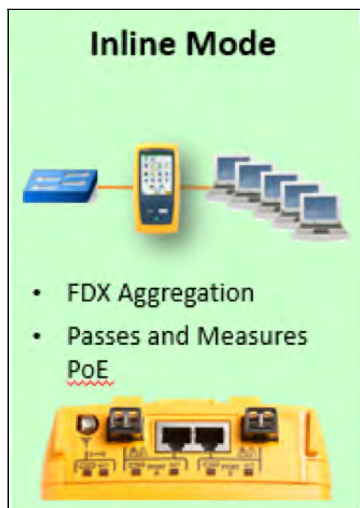 Inline Mode
• FDX Aggregation
• Passes and Measures
PoE